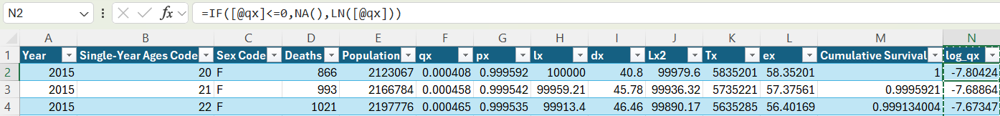 N2 fx =IF([@qx]<=0,NA(),LN([@qx]))
A B C D E F G H I J K L M N
1 Year Single-Year Ages Code Sex Code Deaths Population qx px lx dx Lx2 Tx ex Cumulative Survival log_qx
2 2015 20 F 866 2123067 0.000408 0.999592 100000 40.8 99979.6 5835201 58.35201 1 -7.80424
3 2015 21 F 993 2166784 0.000458 0.999542 99959.21 45.78 99936.32 5735221 57.37561 0.9995921 -7.68864
4 2015 22 F 1021 2197776 0.000465 0.999535 99913.4 46.46 99890.17 5635285 56.40169 0.999134004 -7.67347